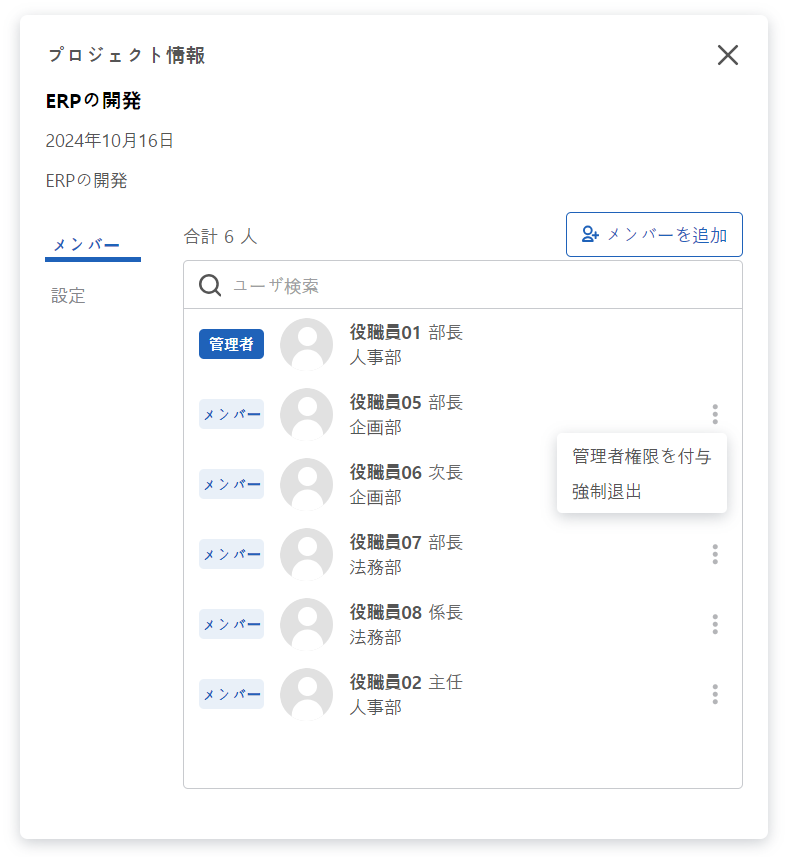 プロジェクト情報
ERPの開発
2024年10月16日
ERPの開発
メンバー
設定
合計 6 人
メンバーを追加
ユーザ検索
管理者
役職員01 部長
人事部
メンバー
役職員05 部長
企画部
管理者権限を付与
強制退出
メンバー
役職員06 次長
企画部
メンバー
役職員07 部長
法務部
メンバー
役職員08 係長
法務部
メンバー
役職員02 主任
人事部